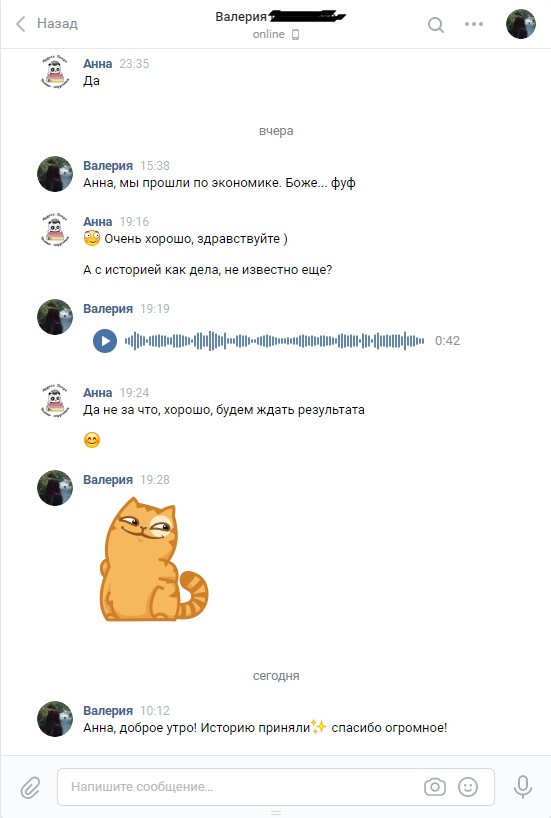 Назад
Валерия
online
Анна 23:35
Да
вчера
Валерия 15:38
Анна, мы прошли по экономике. Боже... фуф
Анна 19:16
Очень хорошо, здравствуйте )
А с историей как дела, не известно еще?
Валерия 19:19
0:42
Анна 19:24
Да не за что, хорошо, будем ждать результата
Валерия 19:28
сегодня
Валерия 10:12
Анна, доброе утро! Историю приняли✨ спасибо огромное!
Напишите сообщение...